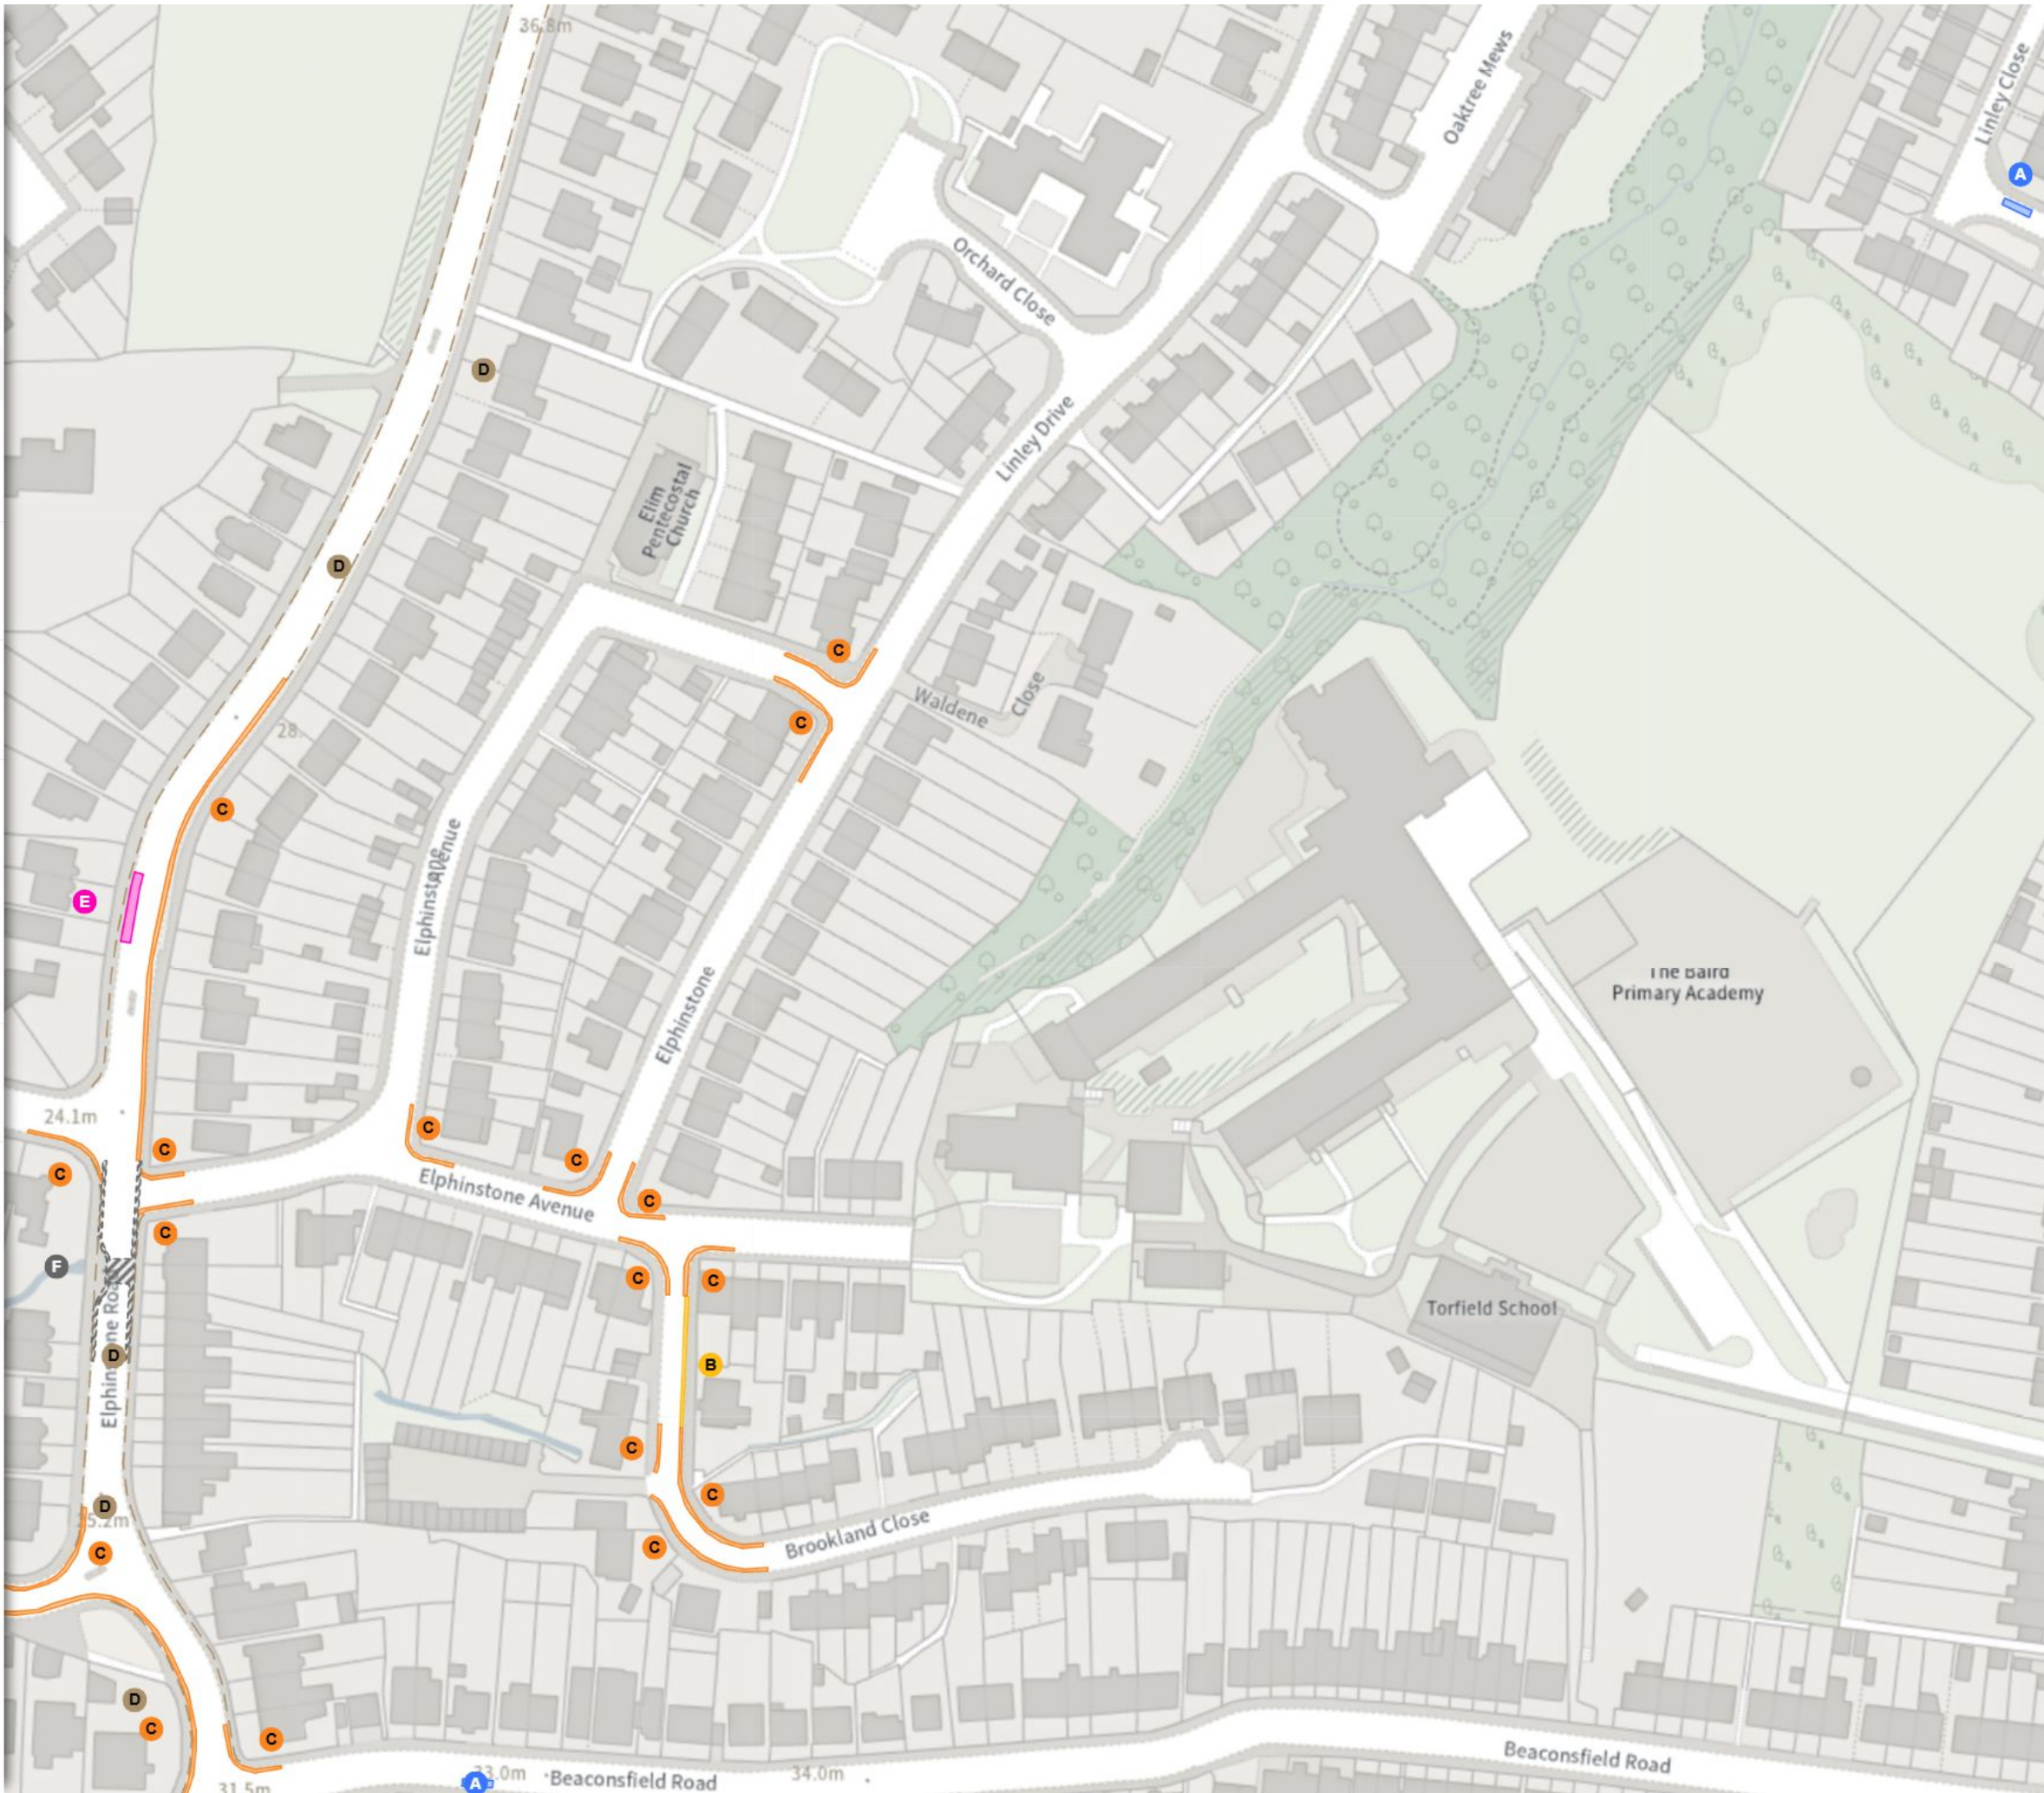 36.8m
Oaktree Mews
Linley Close
A
Orchard Close
D
Linley Drive
Elim
Pentecostal
Church
D
C
Waldene
Close
C
28.
C
Elphinstone
Avenue
E
Elphinstone
The Baird
Primary Academy
24.1m
C
C
C
C
Elphinstone Avenue
C
C
F
C
C
Torfield School
D
B
C
C
D
25.2m
Brookland Close
C
C
D
C
C
Beaconsfield Road
33.0m
A
Beaconsfield Road
34.0m
31.5m